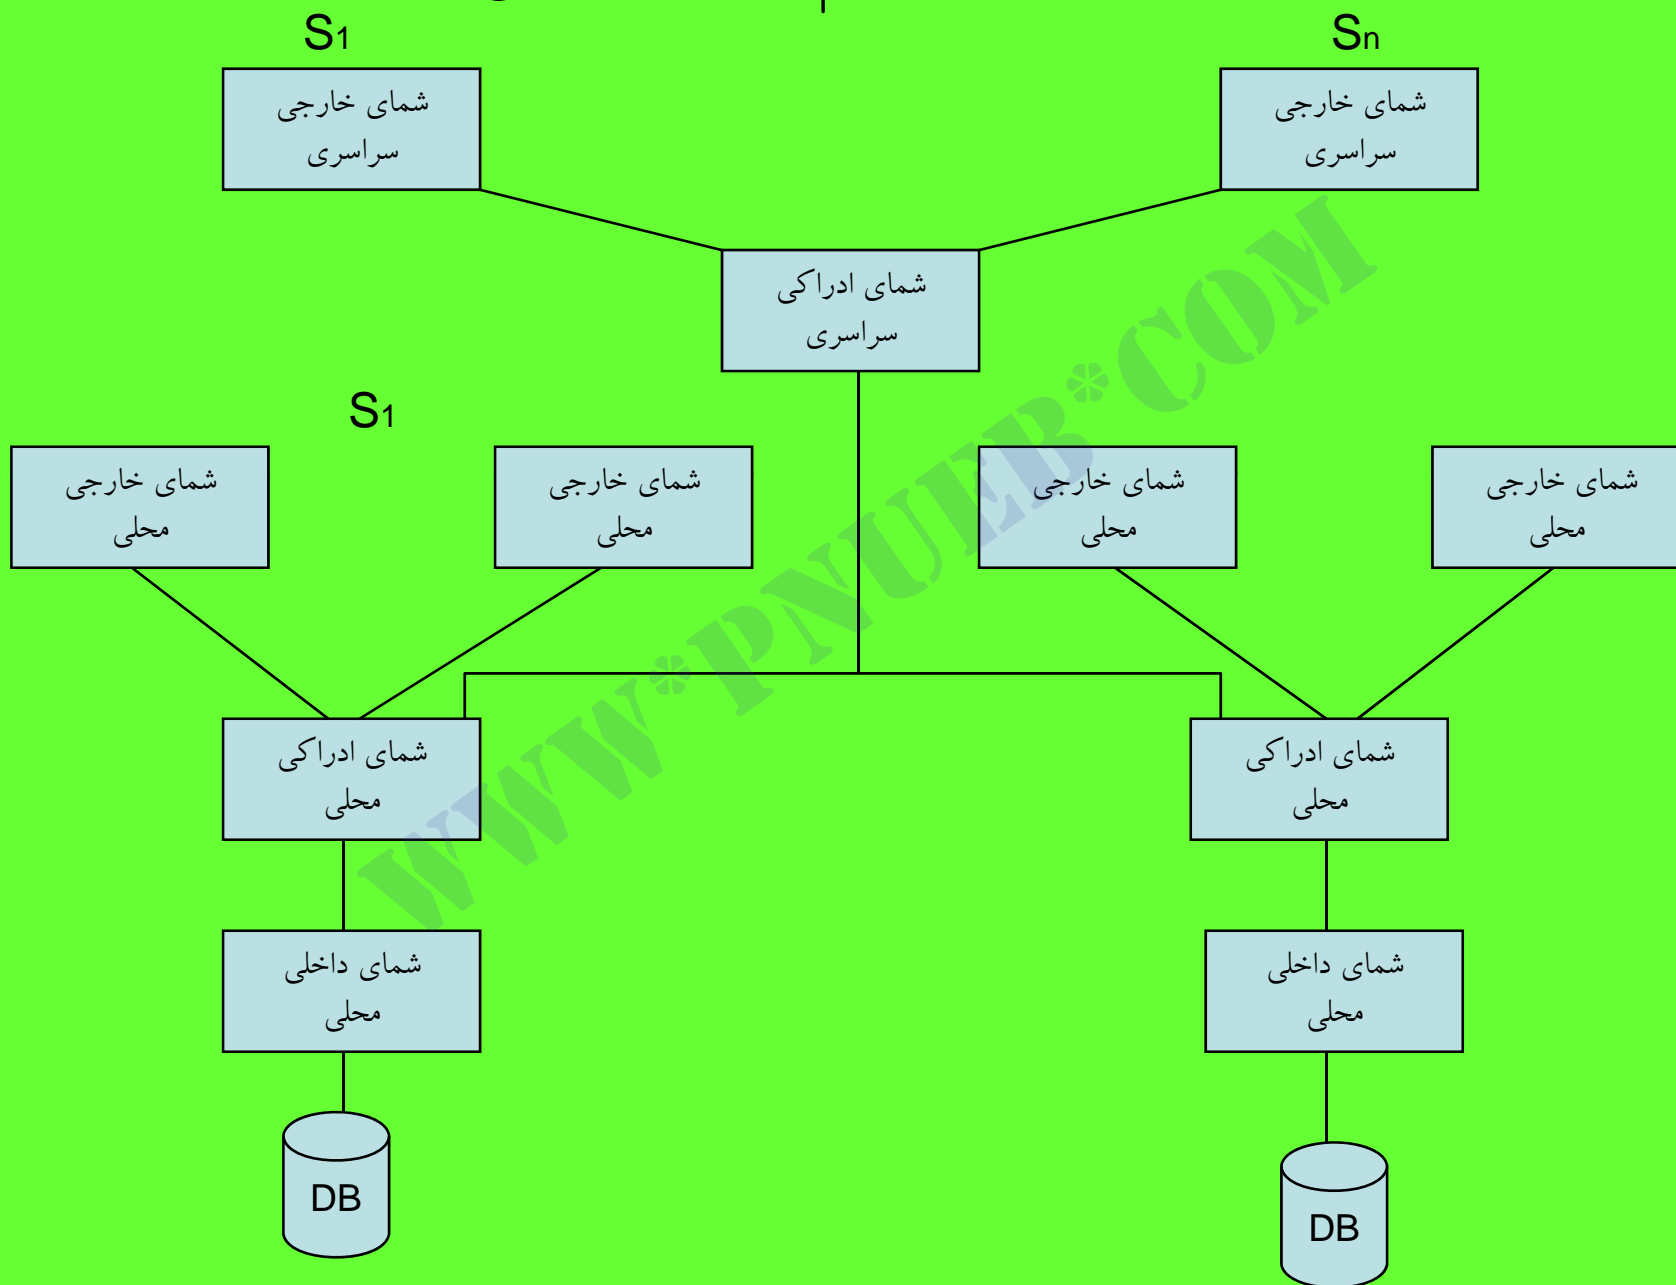 S1
Sn
شمای خارجی
سراسری
شمای خارجی
سراسری
شمای ادراکی
سراسری
S1
شمای خارجی
محلی
شمای خارجی
محلی
شمای خارجی
محلی
شمای خارجی
محلی
شمای ادراکی
محلی
شمای ادراکی
محلی
شمای داخلی
محلی
شمای داخلی
محلی
DB
DB
WWW*PNUEB*COM